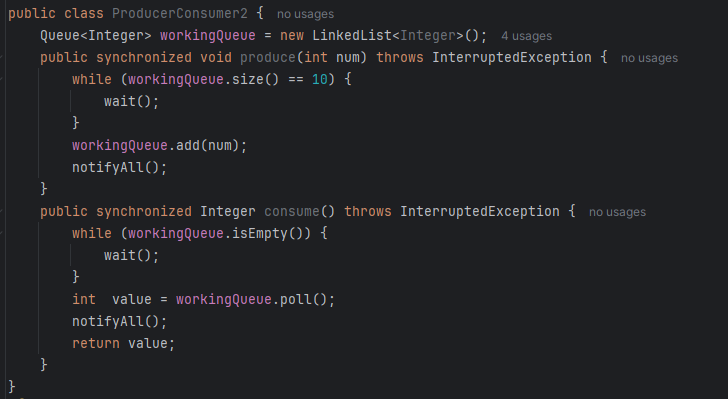 public class ProducerConsumer2 { no usages
    Queue<Integer> workingQueue = new LinkedList<Integer>(); 4 usages
    public synchronized void produce(int num) throws InterruptedException { no usages
        while (workingQueue.size() == 10) {
            wait();
        }
        workingQueue.add(num);
        notifyAll();
    }
    public synchronized Integer consume() throws InterruptedException { no usages
        while (workingQueue.isEmpty()) {
            wait();
        }
        int  value = workingQueue.poll();
        notifyAll();
        return value;
    }
}